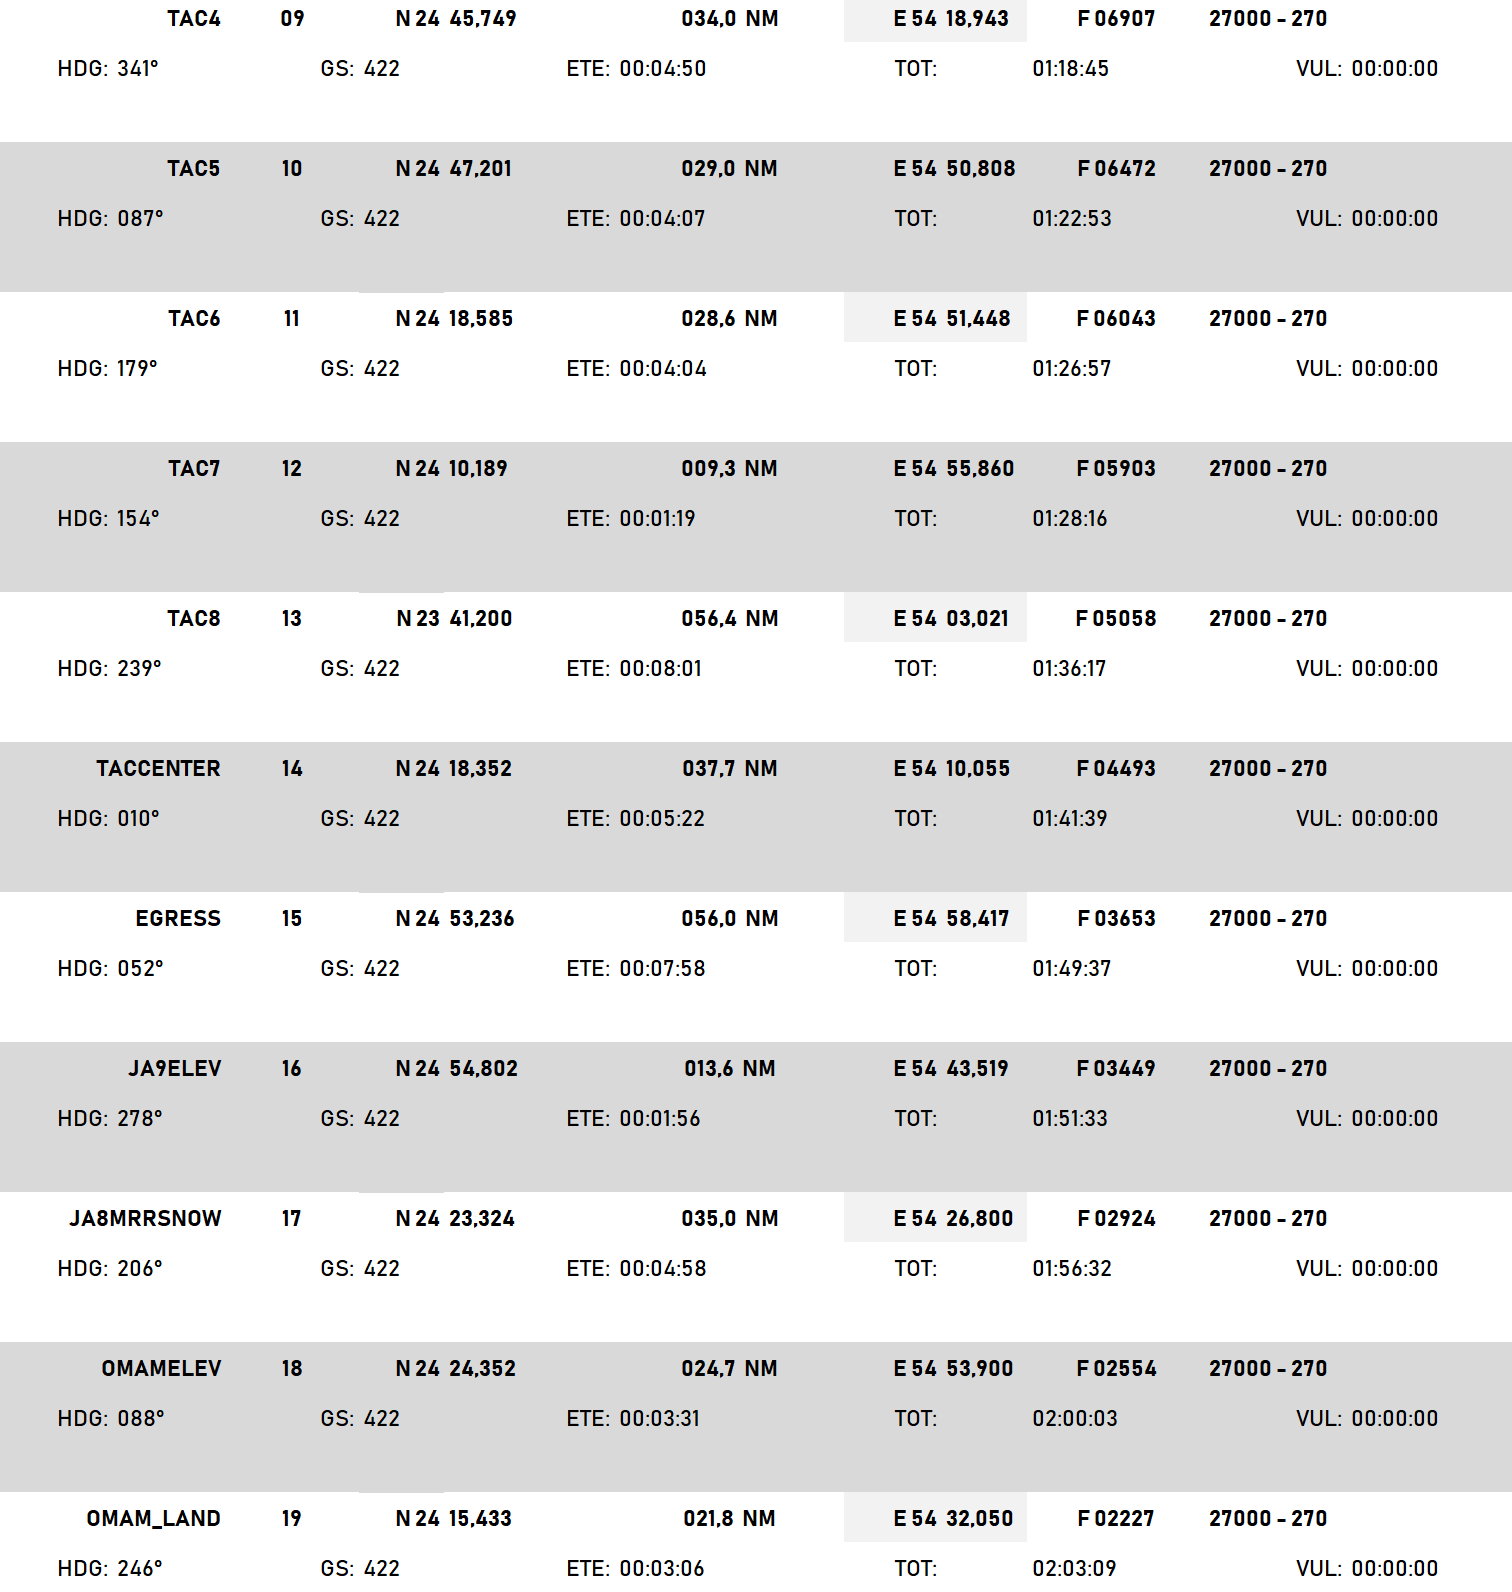 TAC4 09 N 24 45,749 034,0 NM E 54 18,943 F 06907 27000 - 270
HDG: 341° GS: 422 ETE: 00:04:50 TOT: 01:18:45 VUL: 00:00:00
TAC5 10 N 24 47,201 029,0 NM E 54 50,808 F 06472 27000 - 270
HDG: 087° GS: 422 ETE: 00:04:07 TOT: 01:22:53 VUL: 00:00:00
TAC6 11 N 24 18,585 028,6 NM E 54 51,448 F 06043 27000 - 270
HDG: 179° GS: 422 ETE: 00:04:04 TOT: 01:26:57 VUL: 00:00:00
TAC7 12 N 24 10,189 009,3 NM E 54 55,860 F 05903 27000 - 270
HDG: 154° GS: 422 ETE: 00:01:19 TOT: 01:28:16 VUL: 00:00:00
TAC8 13 N 23 41,200 056,4 NM E 54 03,021 F 05058 27000 - 270
HDG: 239° GS: 422 ETE: 00:08:01 TOT: 01:36:17 VUL: 00:00:00
TACCENTER 14 N 24 18,352 037,7 NM E 54 10,055 F 04493 27000 - 270
HDG: 010° GS: 422 ETE: 00:05:22 TOT: 01:41:39 VUL: 00:00:00
EGRESS 15 N 24 53,236 056,0 NM E 54 58,417 F 03653 27000 - 270
HDG: 052° GS: 422 ETE: 00:07:58 TOT: 01:49:37 VUL: 00:00:00
JA9ELEV 16 N 24 54,802 013,6 NM E 54 43,519 F 03449 27000 - 270
HDG: 278° GS: 422 ETE: 00:01:56 TOT: 01:51:33 VUL: 00:00:00
JA8MRRSNOW 17 N 24 23,324 035,0 NM E 54 26,800 F 02924 27000 - 270
HDG: 206° GS: 422 ETE: 00:04:58 TOT: 01:56:32 VUL: 00:00:00
OMAMELEV 18 N 24 24,352 024,7 NM E 54 53,900 F 02554 27000 - 270
HDG: 088° GS: 422 ETE: 00:03:31 TOT: 02:00:03 VUL: 00:00:00
OMAM_LAND 19 N 24 15,433 021,8 NM E 54 32,050 F 02227 27000 - 270
HDG: 246° GS: 422 ETE: 00:03:06 TOT: 02:03:09 VUL: 00:00:00